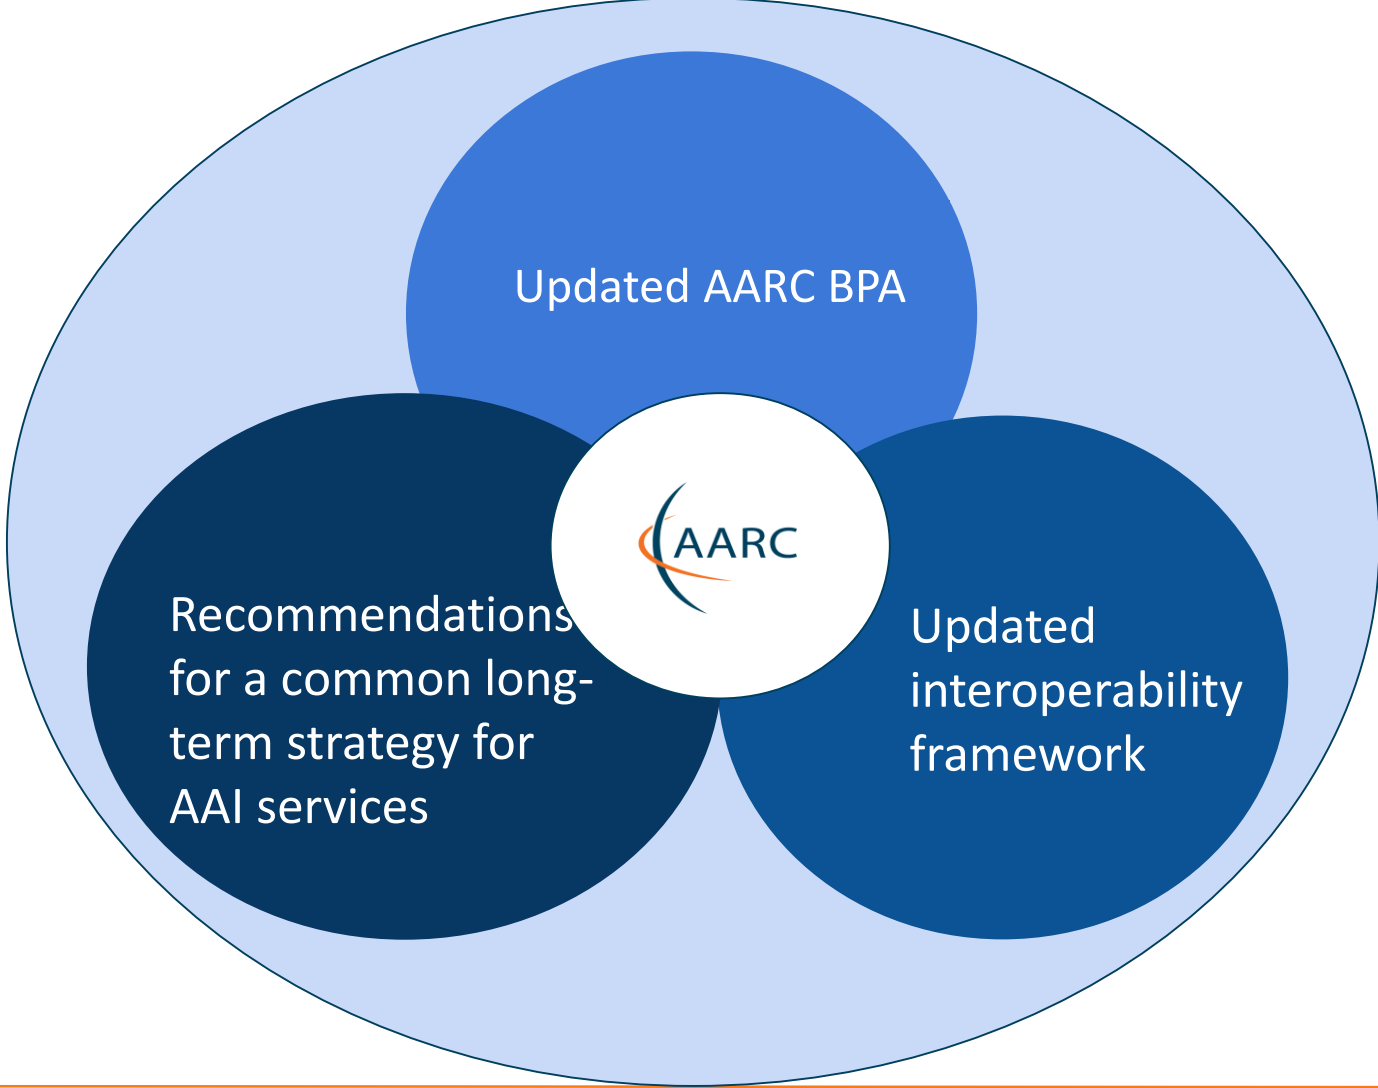 Updated AARC BPA
AARC
Recommendations
for a common long-
term strategy for
AAI services
Updated
interoperability
framework